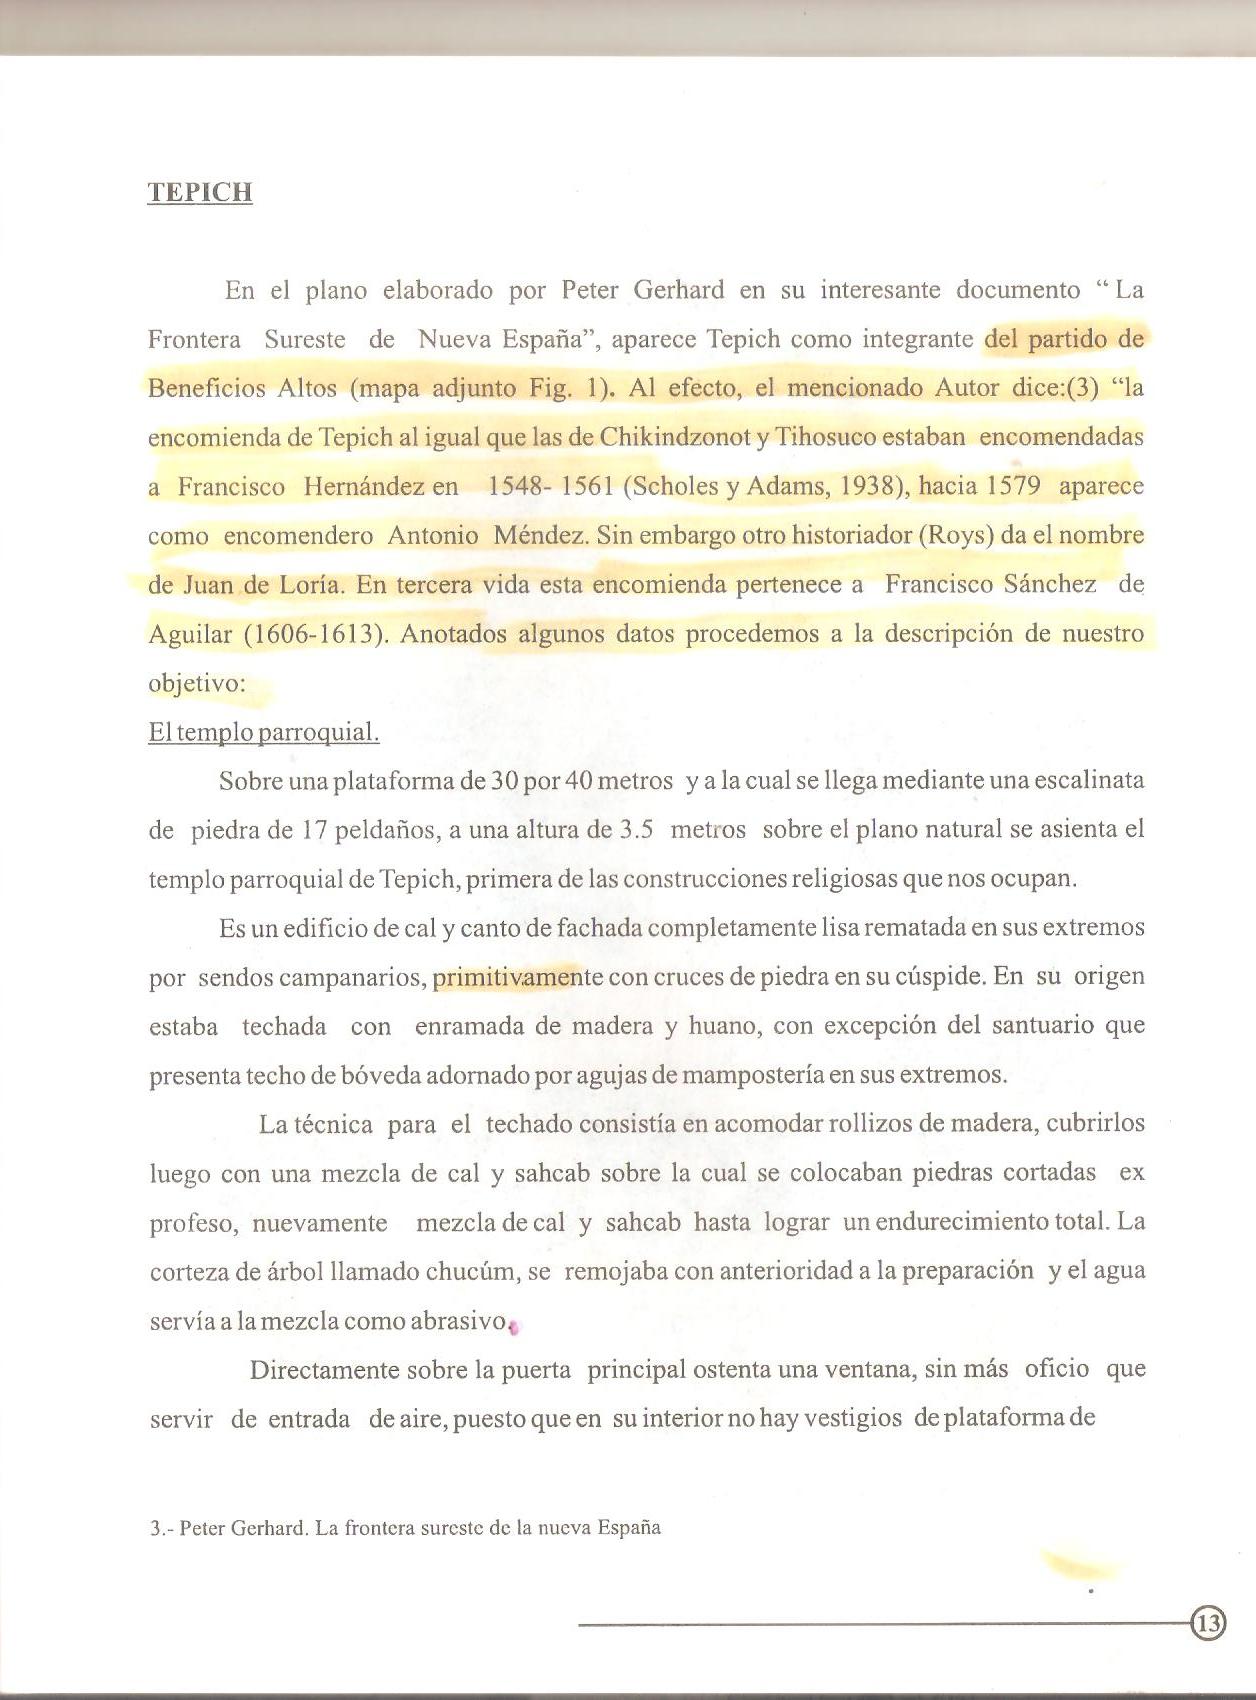 TEPICH
En el plano elaborado por Peter Gerhard en su interesante documento “ La
Frontera Sureste de Nueva España”, aparece Tepich como integrante del partido de
Beneficios Altos (mapa adjunto Fig. 1). Al efecto, el mencionado Autor dice:(3) “la
encomienda de Tepich al igual que las de Chikindzonot y Tihosuco estaban encomendadas
a Francisco Hernández en 1548- 1561 (Scholes y Adams, 1938), hacia 1579 aparece
como encomendero Antonio Méndez. Sin embargo otro historiador (Roys) da el nombre
de Juan de Loría. En tercera vida esta encomienda pertenece a Francisco Sánchez de
Aguilar (1606-1613). Anotados algunos datos procedemos a la descripción de nuestro
objetivo:
El templo parroquial.
Sobre una plataforma de 30 por 40 metros y a la cual se llega mediante una escalinata
de piedra de 17 peldaños, a una altura de 3.5 metros sobre el plano natural se asienta el
templo parroquial de Tepich, primera de las construcciones religiosas que nos ocupan.
Es un edificio de cal y canto de fachada completamente lisa rematada en sus extremos
por sendos campanarios, primitivamente con cruces de piedra en su cúspide. En su origen
estaba techada con enramada de madera y huano, con excepción del santuario que
presenta techo de bóveda adornado por agujas de mampostería en sus extremos.
La técnica para el techado consistía en acomodar rollizos de madera, cubrirlos
luego con una mezcla de cal y sahcab sobre la cual se colocaban piedras cortadas ex
profeso, nuevamente mezcla de cal y sahcab hasta lograr un endurecimiento total. La
corteza de árbol llamado chucúm, se remojaba con anterioridad a la preparación y el agua
servía a la mezcla como abrasivo.
Directamente sobre la puerta principal ostenta una ventana, sin más oficio que
servir de entrada de aire, puesto que en su interior no hay vestigios de plataforma de
3.- Peter Gerhard. La frontera sureste de la nueva España
13